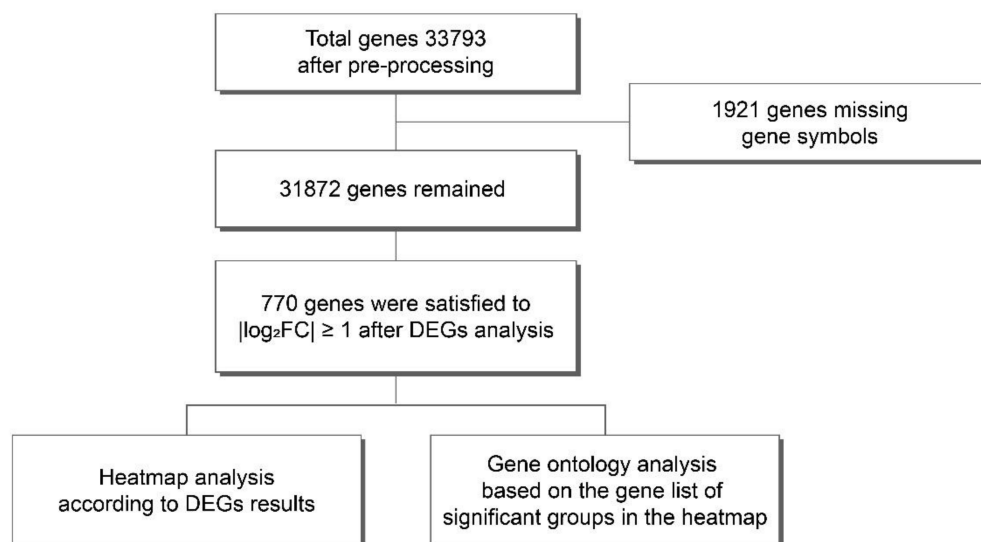 Total genes 33793
after pre-processing
1921 genes missing
gene symbols
31872 genes remained
770 genes were satisfied to
|log₂FC| ≥ 1 after DEGs analysis
Heatmap analysis
according to DEGs results
Gene ontology analysis
based on the gene list of
significant groups in the heatmap